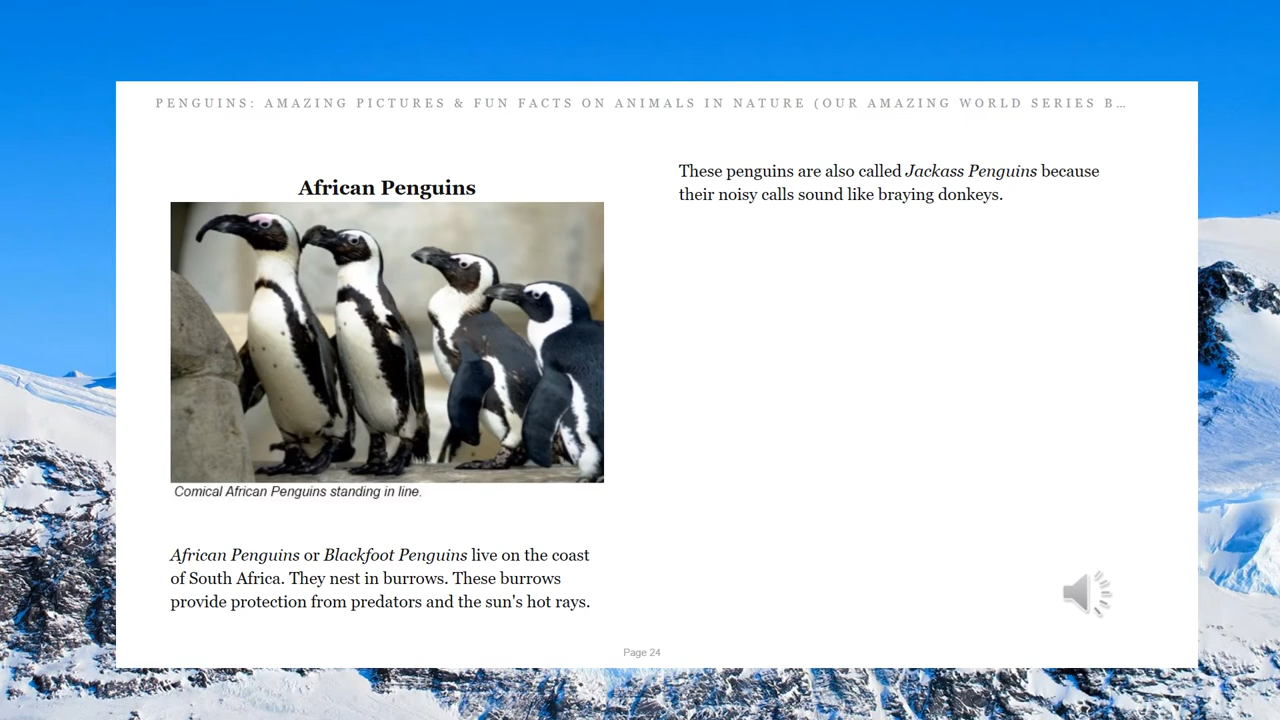 PENGUINS: AMAZING PICTURES & FUN FACTS ON ANIMALS IN NATURE (OUR AMAZING WORLD SERIES B…
African Penguins
Comical African Penguins standing in line.
African Penguins or Blackfoot Penguins live on the coast
of South Africa. They nest in burrows. These burrows
provide protection from predators and the sun's hot rays.
These penguins are also called Jackass Penguins because
their noisy calls sound like braying donkeys.
Page 24